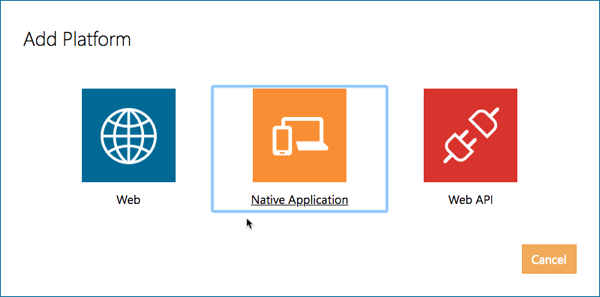 Add Platform
Web
Native Application
Web API
Cancel